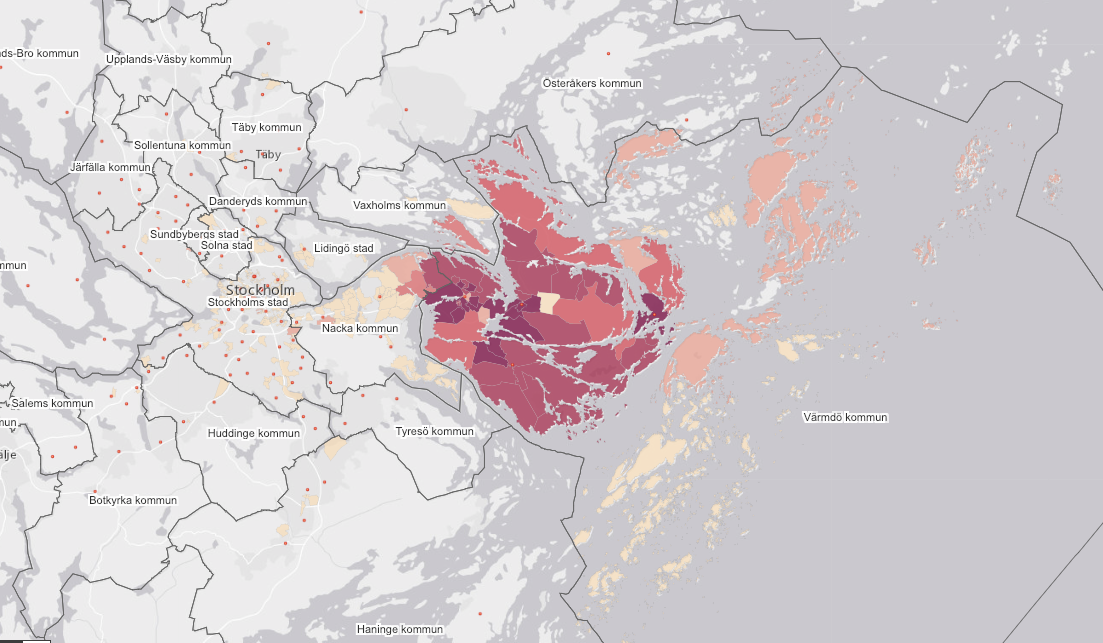 ds-Bro kommun
Upplands-Väsby kommun
Österåkers kommun
Täby kommun
Sollentuna kommun
Täby
Järfälla kommun
Danderyds kommun
Vaxholms kommun
Sundbybergs stad
Solna stad
Lidingö stad
mmun
Stockholm
Stockholms stad
Nacka kommun
Salems kommun
Värmdö kommun
mun
Huddinge kommun
Tyresö kommun
älje
Botkyrka kommun
Haninge kommun